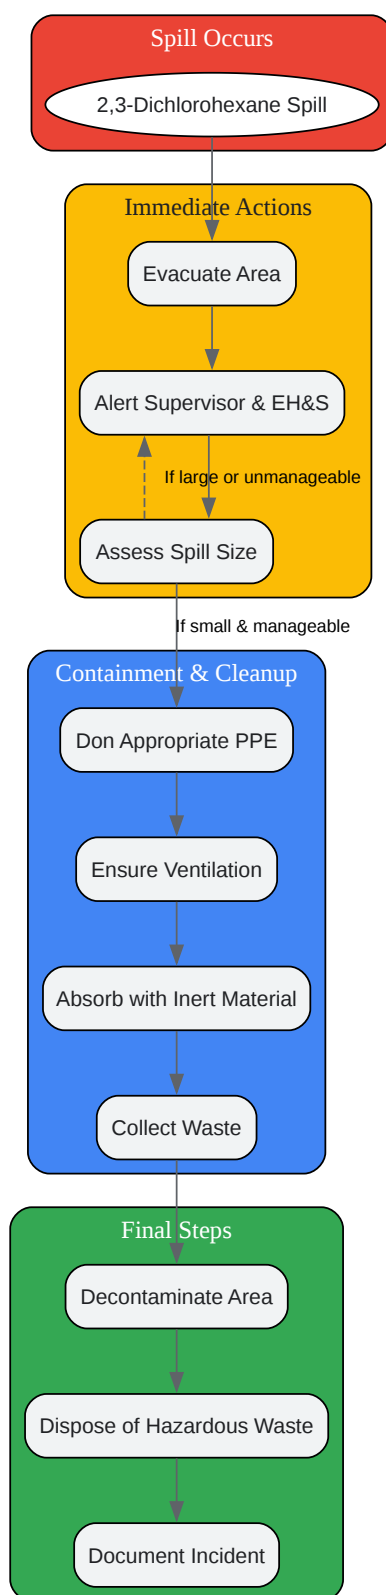 Spill Occurs
2,3-Dichlorohexane Spill
Immediate Actions
Evacuate Area
Alert Supervisor & EH&S
If large or unmanageable
Assess Spill Size
If small & manageable
Containment & Cleanup
Don Appropriate PPE
Ensure Ventilation
Absorb with Inert Material
Collect Waste
Final Steps
Decontaminate Area
Dispose of Hazardous Waste
Document Incident